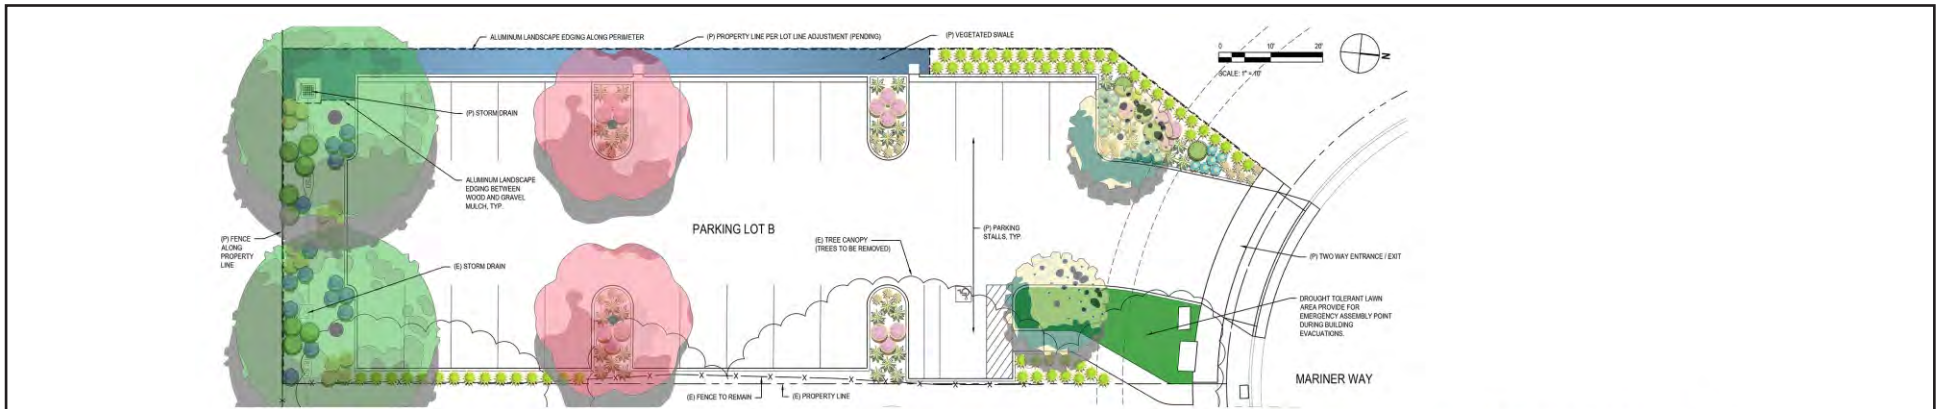 ALUMINUM LANDSCAPE EDGING ALONG PERIMETER
(P) PROPERTY LINE PER LOT LINE ADJUSTMENT (PENDING)
(P) VEGETATED SWALE
0 10' 20'
SCALE: 1" = 10'
N
(P) STORM DRAIN
ALUMINUM LANDSCAPE
EDGING BETWEEN
WOOD AND GRAVEL
MULCH, TYP.
PARKING LOT B
(P) PARKING
STALLS, TYP.
(P) FENCE
ALONG
PROPERTY
LINE
(E) TREE CANOPY
(TREES TO BE REMOVED)
(E) STORM DRAIN
(P) TWO WAY ENTRANCE / EXIT
DROUGHT TOLERANT LAWN
AREA PROVIDE FOR
EMERGENCY ASSEMBLY POINT
DURING BUILDING
EVACUATIONS.
MARINER WAY
(E) FENCE TO REMAIN
(E) PROPERTY LINE